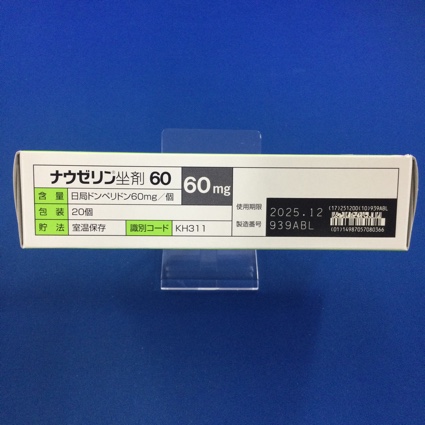 ナウゼリン坐剤 60
60mg
含量 日局ドンペリドン60mg/個
包装 20個
貯法 室温保存 識別コード KH311
使用期限 2025.12
製造番号 939ABL
(17)251200(10)939ABL
(01)14987057080366